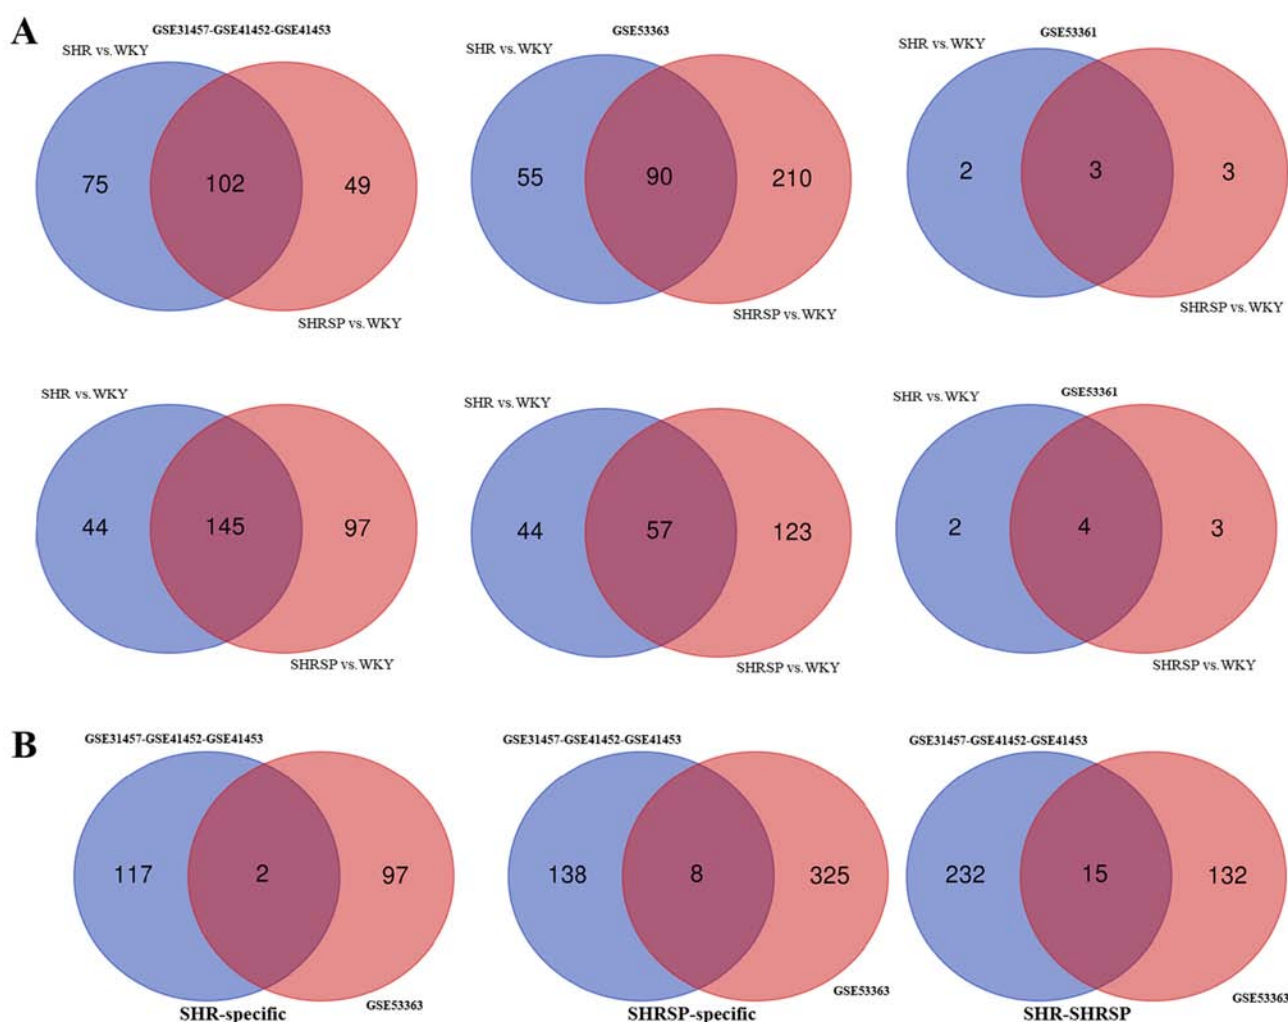 A
GSE31457-GSE41452-GSE41453
SHR vs.WKY
75
102
49
SHRSP vs.WKY
GSE53363
SHR vs.WKY
55
90
210
SHRSP vs.WKY
GSE53361
SHR vs.WKY
2
3
3
SHRSP vs.WKY
SHR vs.WKY
44
145
97
SHRSP vs.WKY
SHR vs.WKY
44
57
123
SHRSP vs.WKY
GSE53361
SHR vs.WKY
2
4
3
SHRSP vs.WKY
B
GSE31457-GSE41452-GSE41453
117
2
97
GSE53363
SHR-specific
GSE31457-GSE41452-GSE41453
138
8
325
GSE53363
SHRSP-specific
GSE31457-GSE41452-GSE41453
232
15
132
GSE53363
SHR-SHRSP